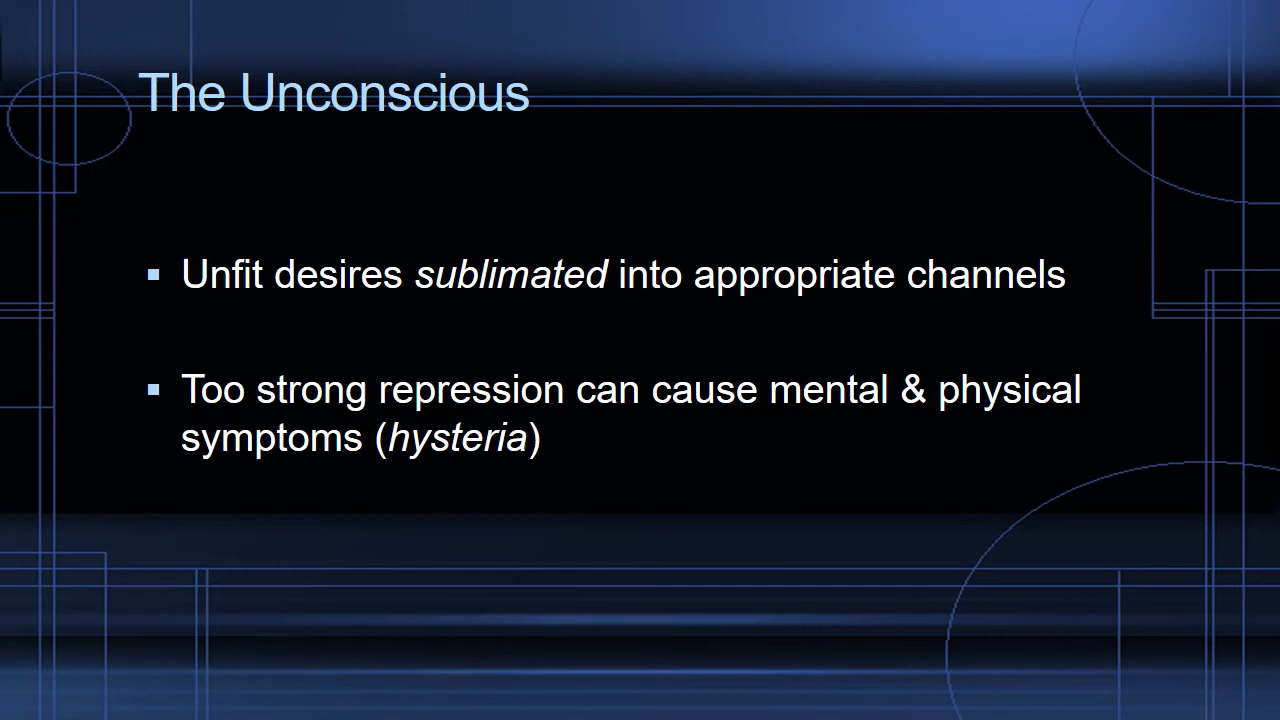 The Unconscious
▪ Unfit desires sublimated into appropriate channels
▪ Too strong repression can cause mental & physical
symptoms (hysteria)